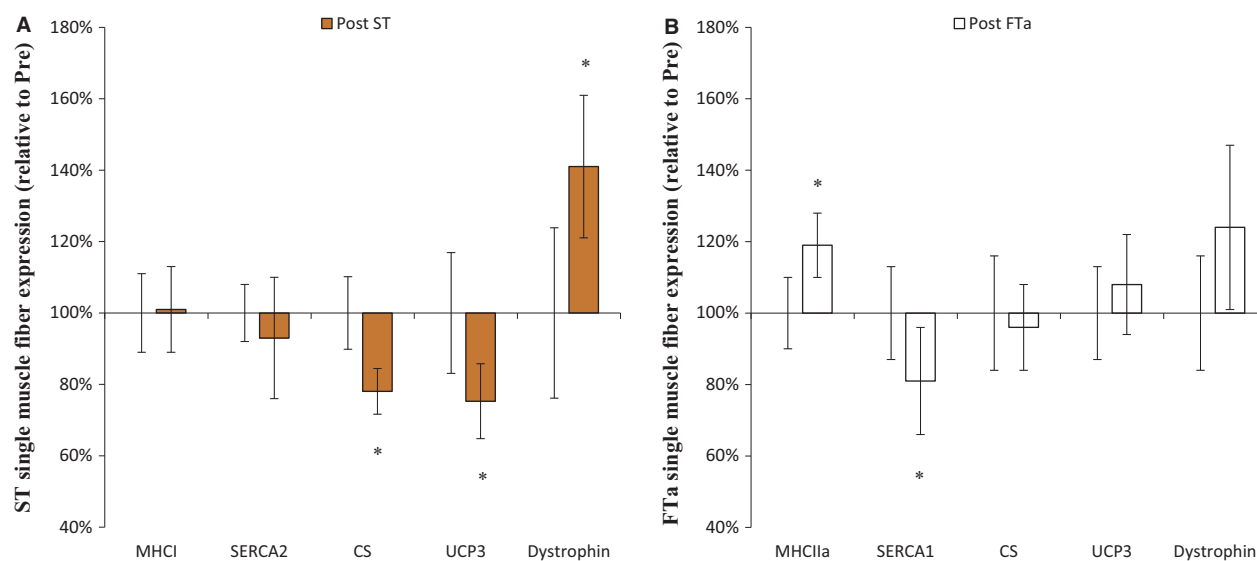 A
Post ST
ST single muscle fiber expression (relative to Pre)
180%
160%
140%
120%
100%
80%
60%
40%
*
*
*
MHCI
SERCA2
CS
UCP3
Dystrophin
B
Post FTa
FTa single muscle fiber expression (relative to Pre)
180%
160%
140%
120%
100%
80%
60%
40%
*
*
MHCIIa
SERCA1
CS
UCP3
Dystrophin